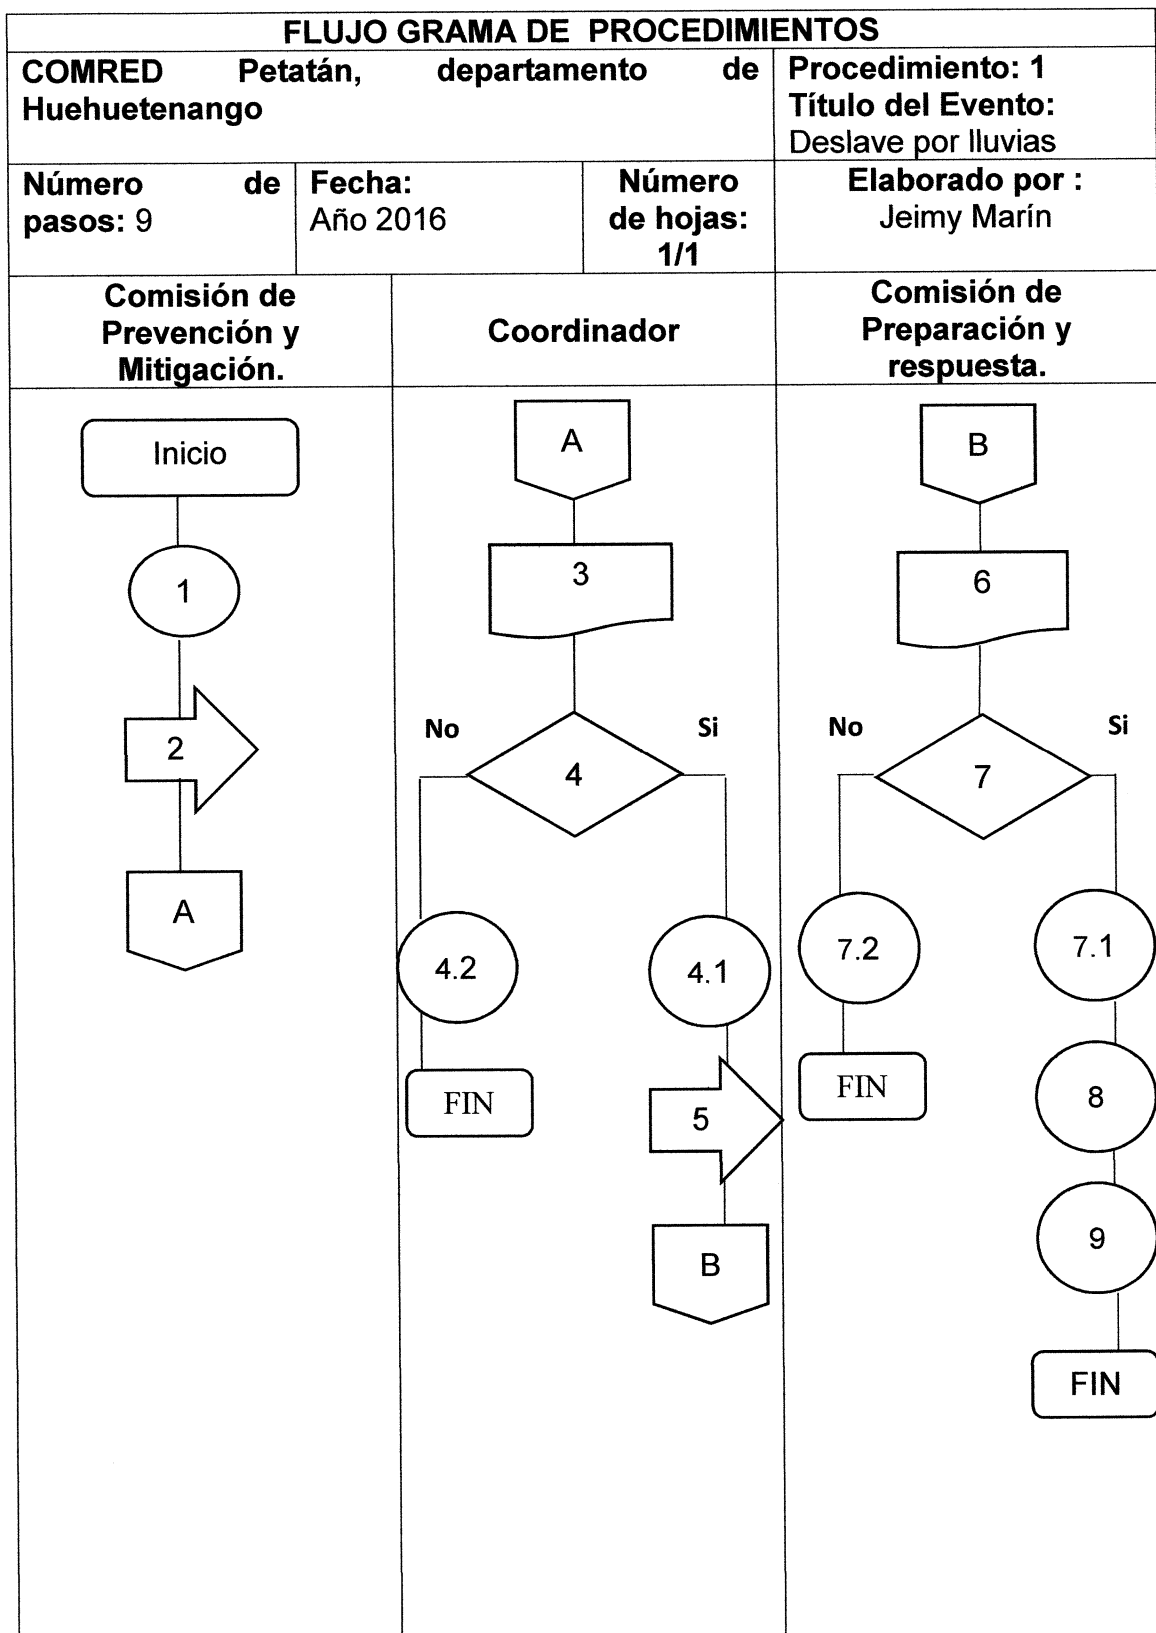 FLUJO GRAMA DE PROCEDIMIENTOS
COMRED Petatán, departamento de
Huehuetenango
Procedimiento: 1
Título del Evento:
Deslave por lluvias
Número de
pasos: 9
Fecha:
Año 2016
Número
de hojas:
1/1
Elaborado por :
Jeimy Marín
Comisión de
Prevención y
Mitigación.
Coordinador
Comisión de
Preparación y
respuesta.
Inicio
1
2
A
A
3
No
Si
4
4.2
4.1
FIN
5
B
B
6
No
Si
7
7.2
7.1
FIN
8
9
FIN